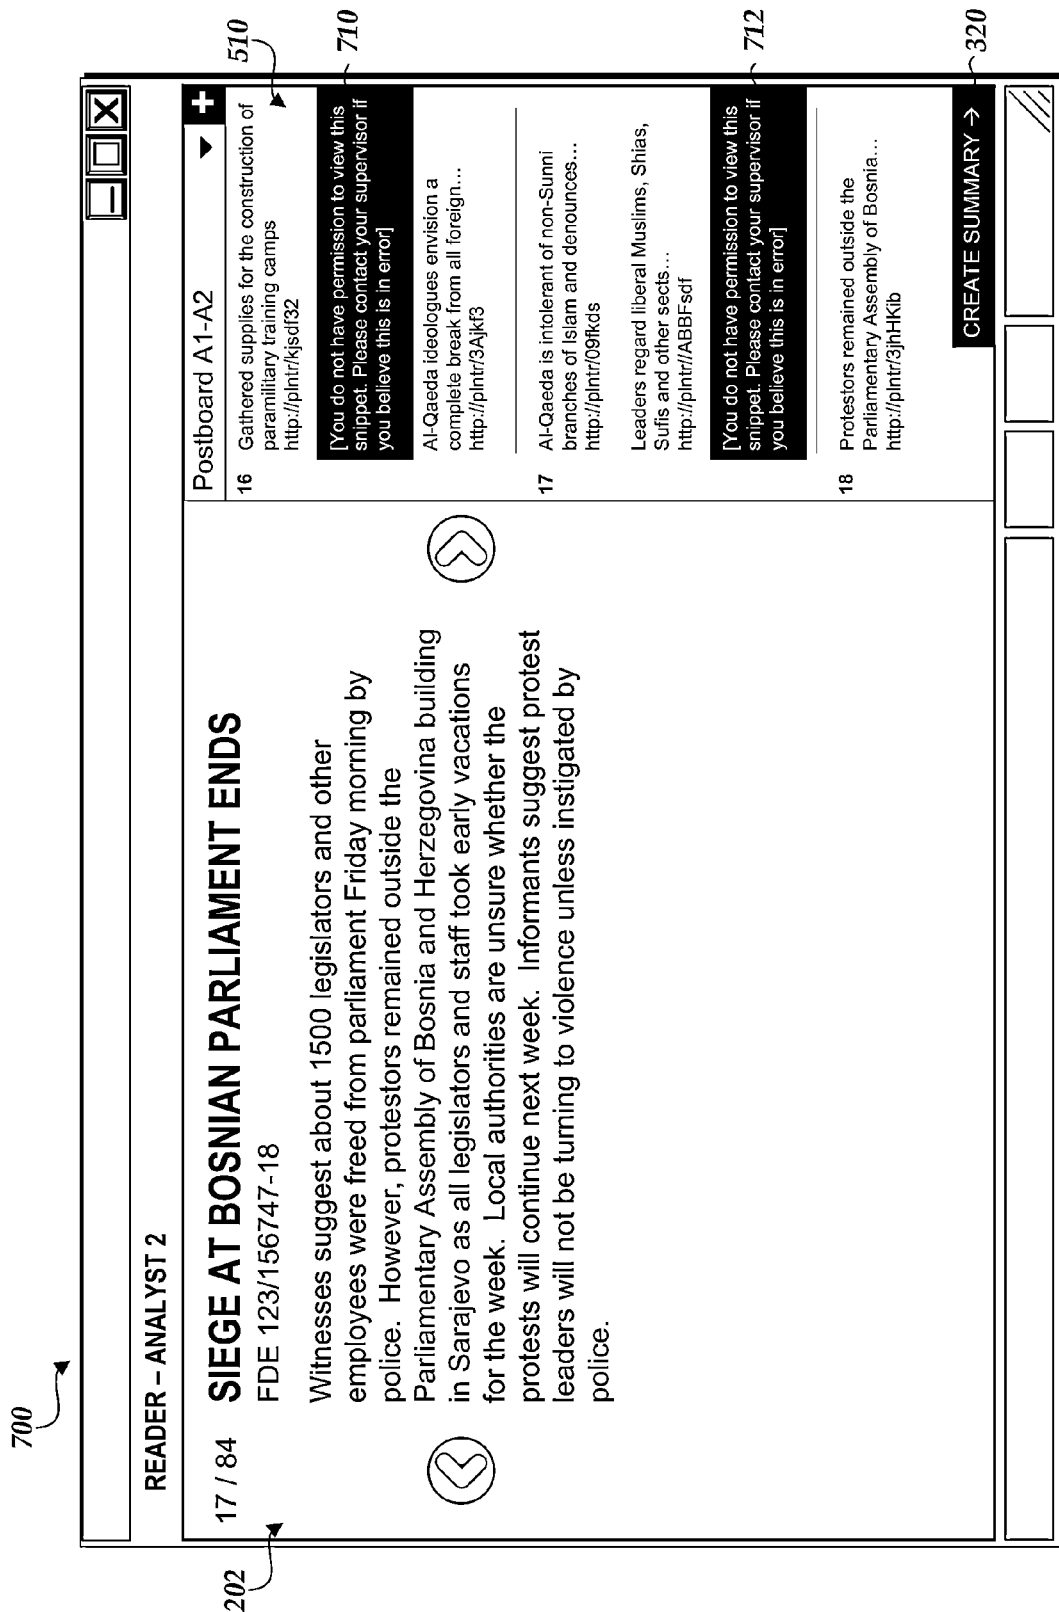 700
READER – ANALYST 2
202
17 / 84
SIEGE AT BOSNIAN PARLIAMENT ENDS
FDE 123/156747-18
Witnesses suggest about 1500 legislators and other
employees were freed from parliament Friday morning by
police. However, protestors remained outside the
Parliamentary Assembly of Bosnia and Herzegovina building
in Sarajevo as all legislators and staff took early vacations
for the week. Local authorities are unsure whether the
protests will continue next week. Informants suggest protest
leaders will not be turning to violence unless instigated by
police.
Postboard A1-A2
+
510
16
Gathered supplies for the construction of
paramilitary training camps
http://plntr/kjsdf32
710
[You do not have permission to view this
snippet. Please contact your supervisor if
you believe this is in error]
Al-Qaeda ideologues envision a
complete break from all foreign...
http://plntr/3Ajkf3
17
Al-Qaeda is intolerant of non-Sunni
branches of Islam and denounces...
http://plntr/09fkds
Leaders regard liberal Muslims, Shias,
Sufis and other sects...
http://plntr//ABBFsdf
712
[You do not have permission to view this
snippet. Please contact your supervisor if
you believe this is in error]
18
Protestors remained outside the
Parliamentary Assembly of Bosnia...
http://plntr/3jhHKib
CREATE SUMMARY →
320